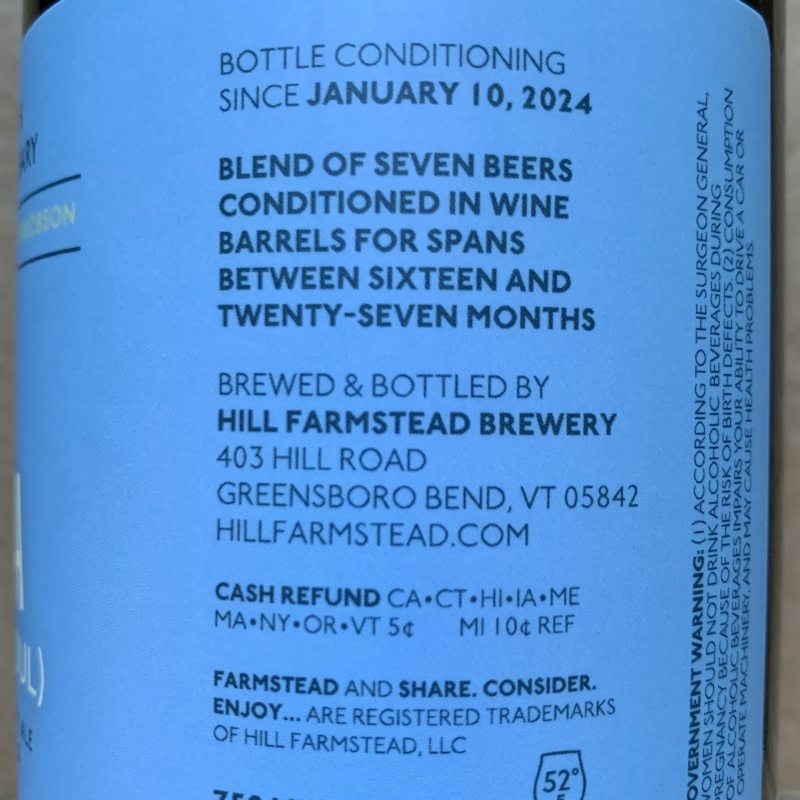 BOTTLE CONDITIONING
SINCE JANUARY 10, 2024
BLEND OF SEVEN BEERS
CONDITIONED IN WINE
BARRELS FOR SPANS
BETWEEN SIXTEEN AND
TWENTY-SEVEN MONTHS
BREWED & BOTTLED BY
HILL FARMSTEAD BREWERY
403 HILL ROAD
GREENSBORO BEND, VT 05842
HILLFARMSTEAD.COM
CASH REFUND CA•CT•HI•IA•ME
MA•NY•OR•VT 5¢ MI 10¢ REF
FARMSTEAD AND SHARE. CONSIDER.
ENJOY... ARE REGISTERED TRADEMARKS
OF HILL FARMSTEAD, LLC
52°
OVERNMENT WARNING: (1) ACCORDING TO THE SURGEON GENERAL,
WOMEN SHOULD NOT DRINK ALCOHOLIC BEVERAGES DURING
PREGNANCY BECAUSE OF THE RISK OF BIRTH DEFECTS. (2) CONSUMPTION
OF ALCOHOLIC BEVERAGES IMPAIRS YOUR ABILITY TO DRIVE A CAR OR
OPERATE MACHINERY, AND MAY CAUSE HEALTH PROBLEMS.